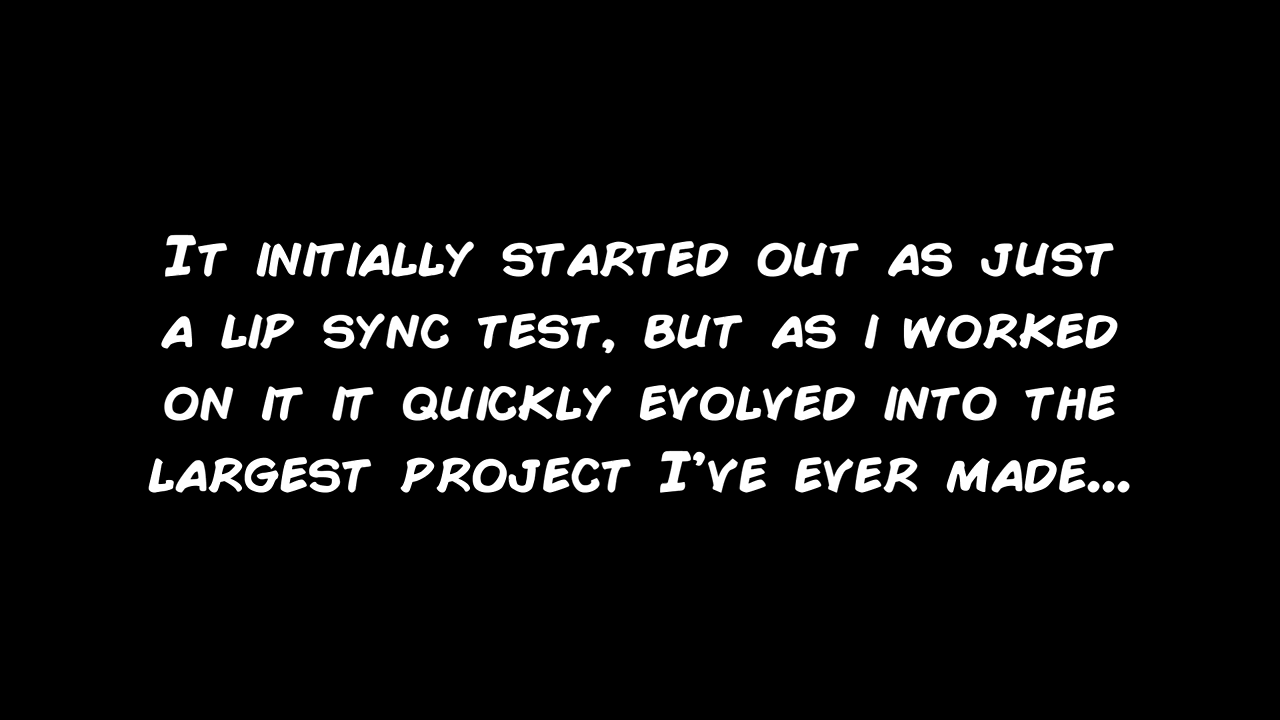 It initially started out as just
a lip sync test, but as i worked
on it it quickly evolved into the
largest project I've ever made...